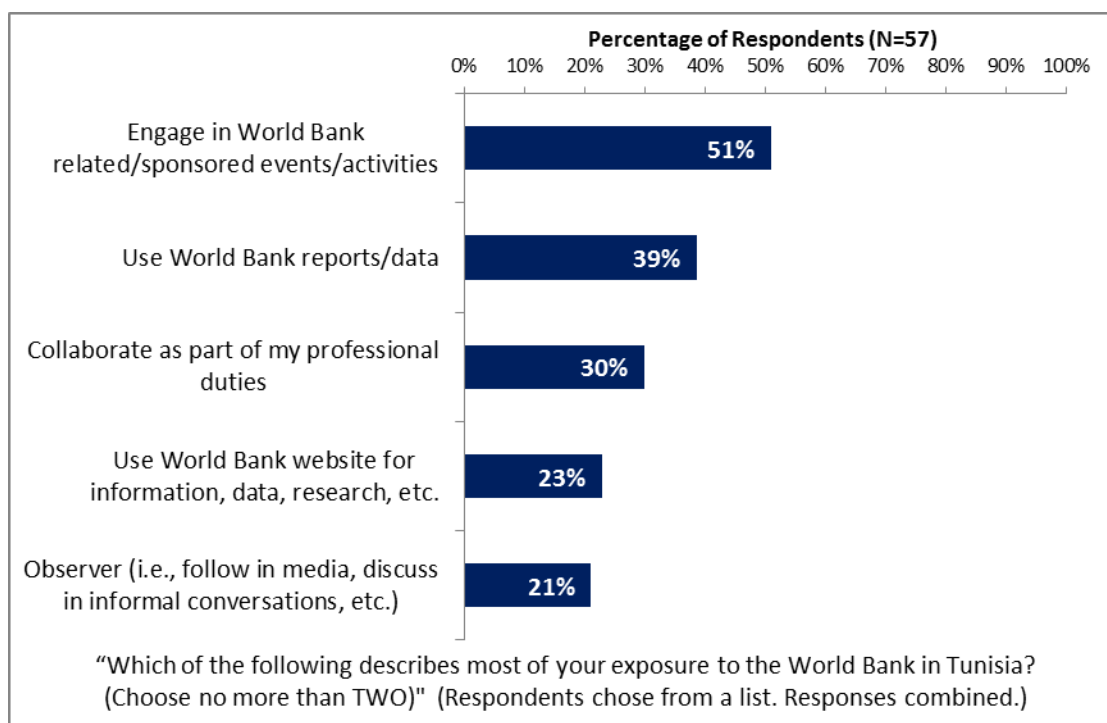 Percentage of Respondents (N=57)
0% 10% 20% 30% 40% 50% 60% 70% 80% 90% 100%
Engage in World Bank
related/sponsored events/activities
51%
Use World Bank reports/data
39%
Collaborate as part of my professional
duties
30%
Use World Bank website for
information, data, research, etc.
23%
Observer (i.e., follow in media, discuss
in informal conversations, etc.)
21%
“Which of the following describes most of your exposure to the World Bank in Tunisia?
(Choose no more than TWO)" (Respondents chose from a list. Responses combined.)